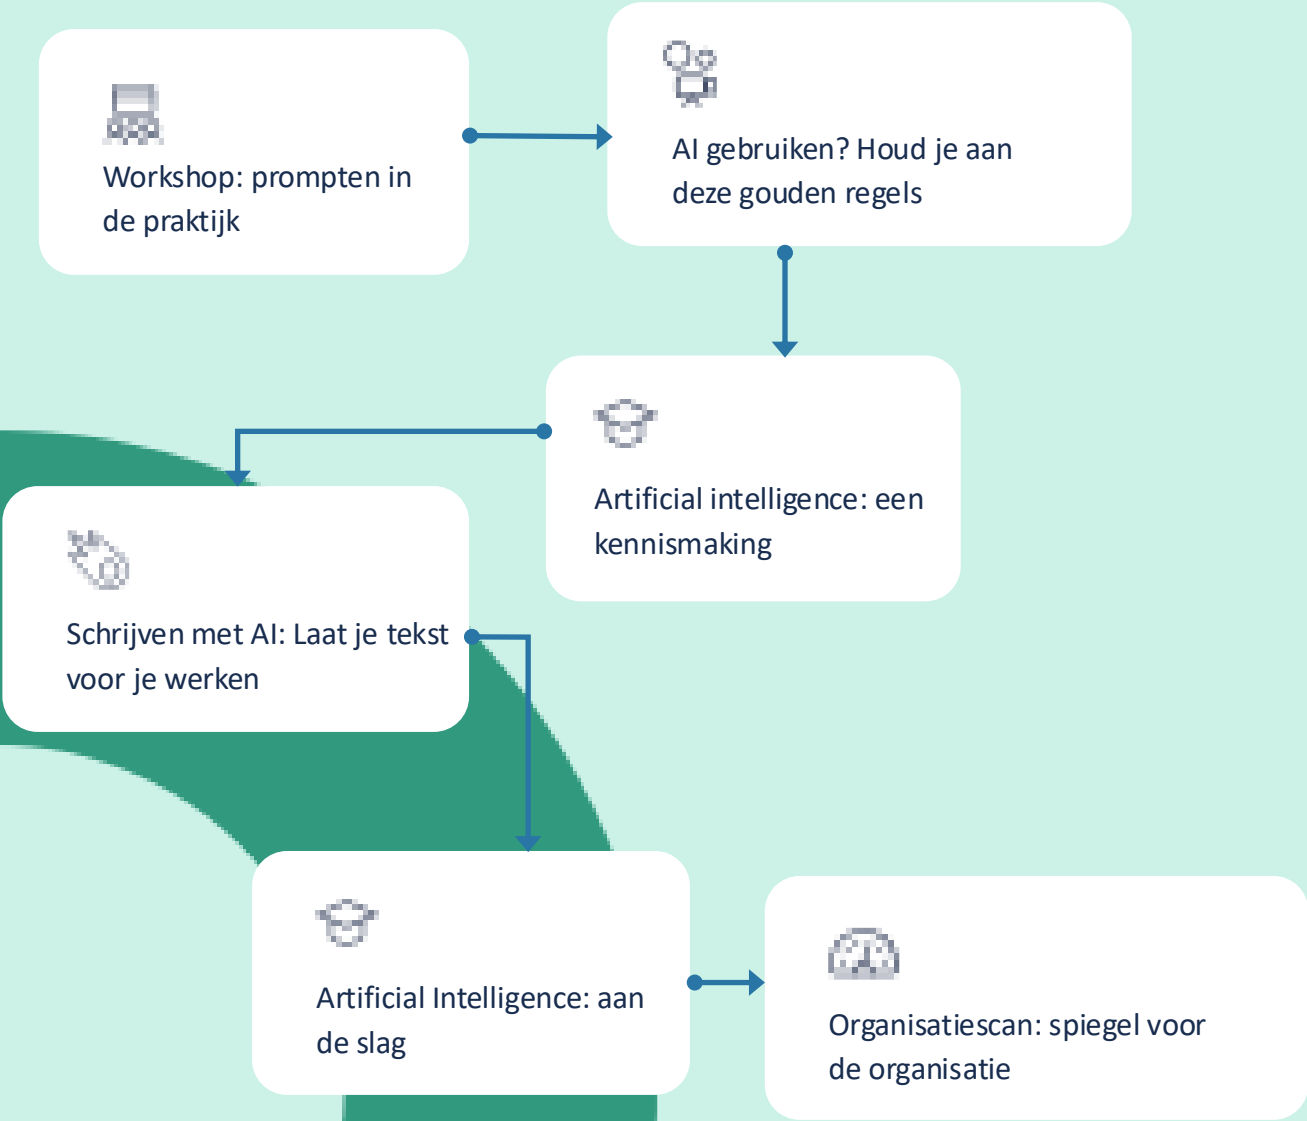 Workshop: prompten in
de praktijk
AI gebruiken? Houd je aan
deze gouden regels
Artificial intelligence: een
kennismaking
Schrijven met AI: Laat je tekst
voor je werken
Artificial Intelligence: aan
de slag
Organisatiescan: spiegel voor
de organisatie